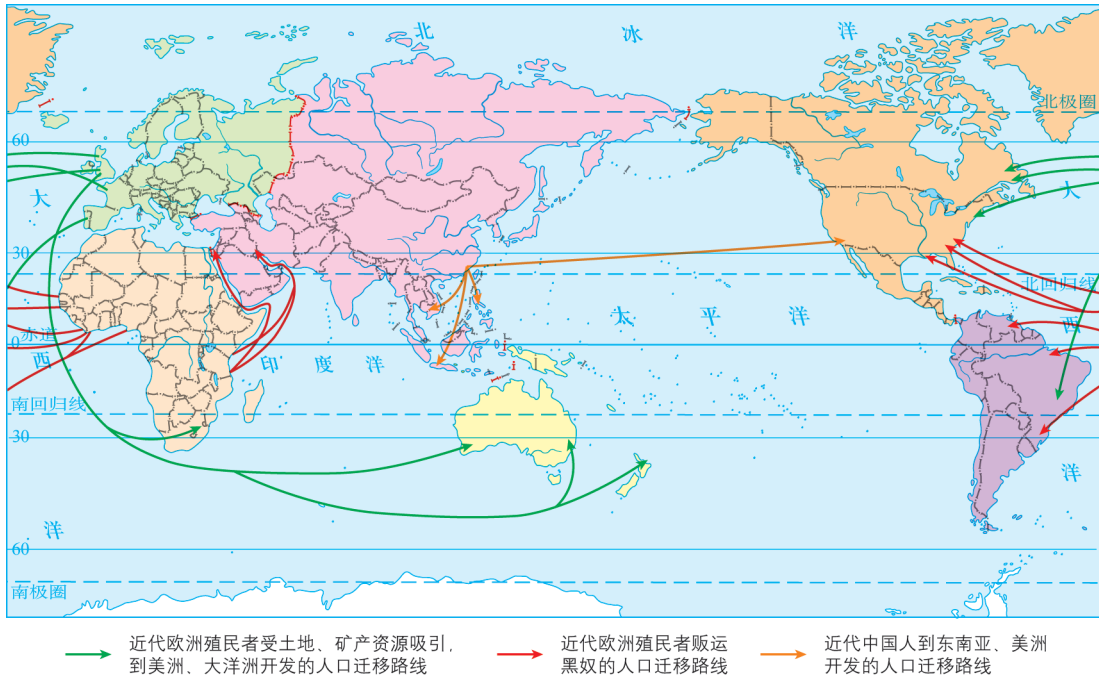 北 冰 洋
北极圈
60
大
大
30
北回归线
太 平 洋
赤道
0
西
西
印 度 洋
南回归线
30
洋
洋
60
南极圈
近代欧洲殖民者受土地、矿产资源吸引，
到美洲、大洋洲开发的人口迁移路线
近代欧洲殖民者贩运
黑奴的人口迁移路线
近代中国人到东南亚、美洲
开发的人口迁移路线